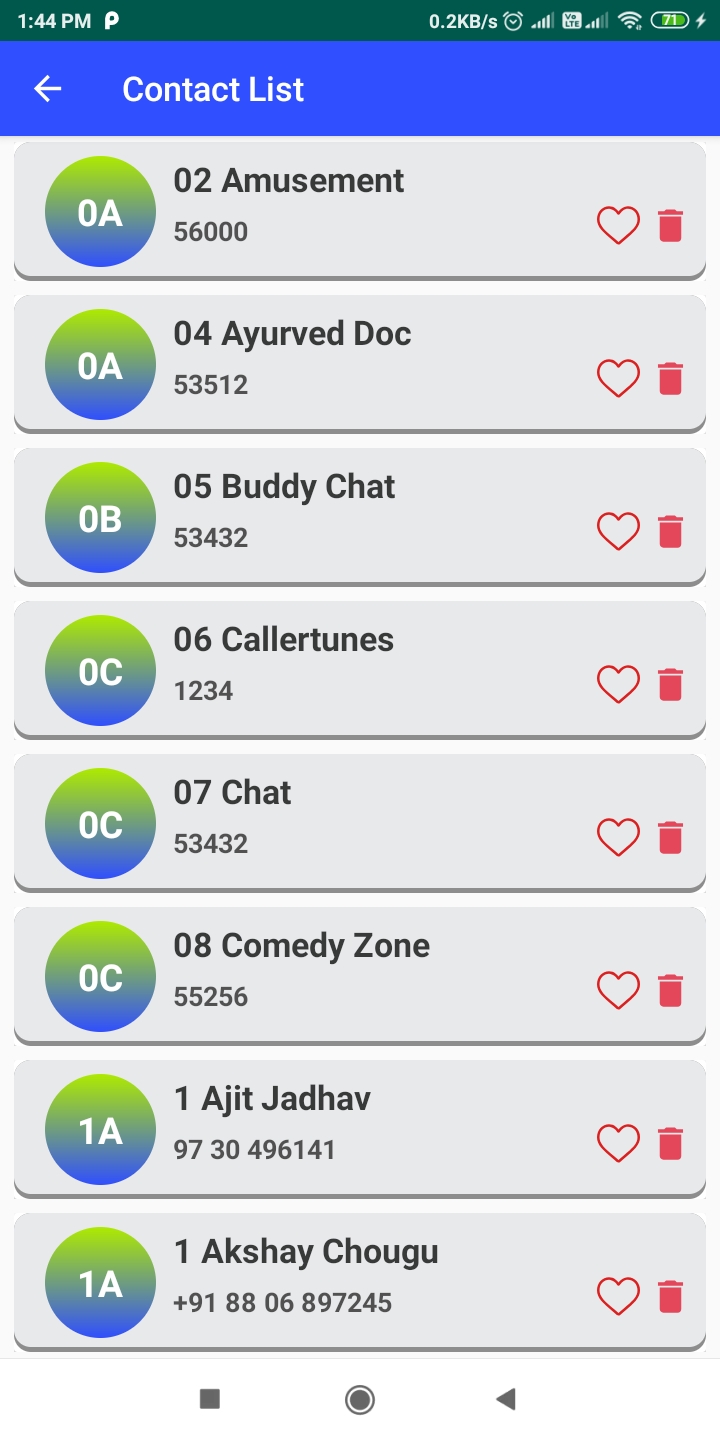 1:44 PM
0.2KB/s
Vo LTE
71
Contact List
0A
02 Amusement
56000
0A
04 Ayurved Doc
53512
0B
05 Buddy Chat
53432
0C
06 Callertunes
1234
0C
07 Chat
53432
0C
08 Comedy Zone
55256
1A
1 Ajit Jadhav
97 30 496141
1A
1 Akshay Chougu
+91 88 06 897245